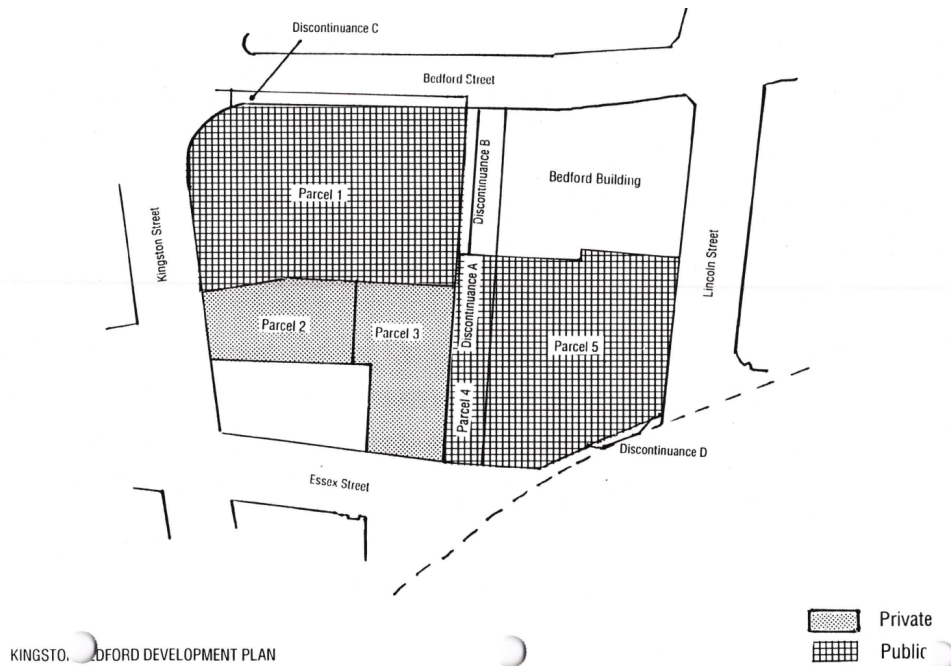 Discontinuance C
Bedford Street
Discontinuance B
Bedford Building
Parcel 1
Kingston Street
Lincoln Street
Discontinuance A
Parcel 2
Parcel 3
Parcel 5
Parcel 4
Discontinuance D
Essex Street
Private
Public
DEVELOPMENT PLAN